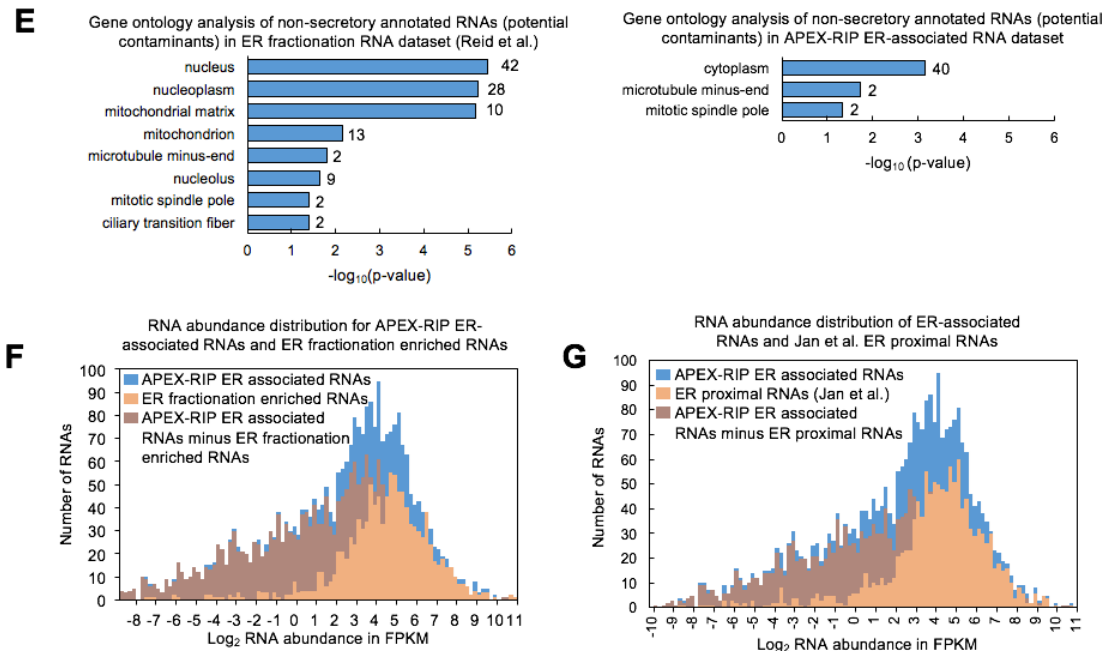 E
Gene ontology analysis of non-secretory annotated RNAs (potential
contaminants) in ER fractionation RNA dataset (Reid et al.)
nucleus 42
nucleoplasm 28
mitochondrial matrix 10
mitochondrion 13
microtubule minus-end 2
nucleolus 9
mitotic spindle pole 2
ciliary transition fiber 2
0 1 2 3 4 5 6
-log10(p-value)
Gene ontology analysis of non-secretory annotated RNAs (potential
contaminants) in APEX-RIP ER-associated RNA dataset
cytoplasm 40
microtubule minus-end 2
mitotic spindle pole 2
0 1 2 3 4 5 6
-log10(p-value)
F
RNA abundance distribution for APEX-RIP ER-
associated RNAs and ER fractionation enriched RNAs
APEX-RIP ER associated RNAs
ER fractionation enriched RNAs
APEX-RIP ER associated
RNAs minus ER fractionation
enriched RNAs
Number of RNAs
100
90
80
70
60
50
40
30
20
10
0
-8 -7 -6 -5 -4 -3 -2 -1 0 1 2 3 4 5 6 7 8 9 10 11
Log2 RNA abundance in FPKM
G
RNA abundance distribution of ER-associated
RNAs and Jan et al. ER proximal RNAs
APEX-RIP ER associated RNAs
ER proximal RNAs (Jan et al.)
APEX-RIP ER associated
RNAs minus ER proximal RNAs
Number of RNAs
100
90
80
70
60
50
40
30
20
10
0
-10 -9 -8 -7 -6 -5 -4 -3 -2 -1 0 1 2 3 4 5 6 7 8 9 10 11
Log2 RNA abundance in FPKM